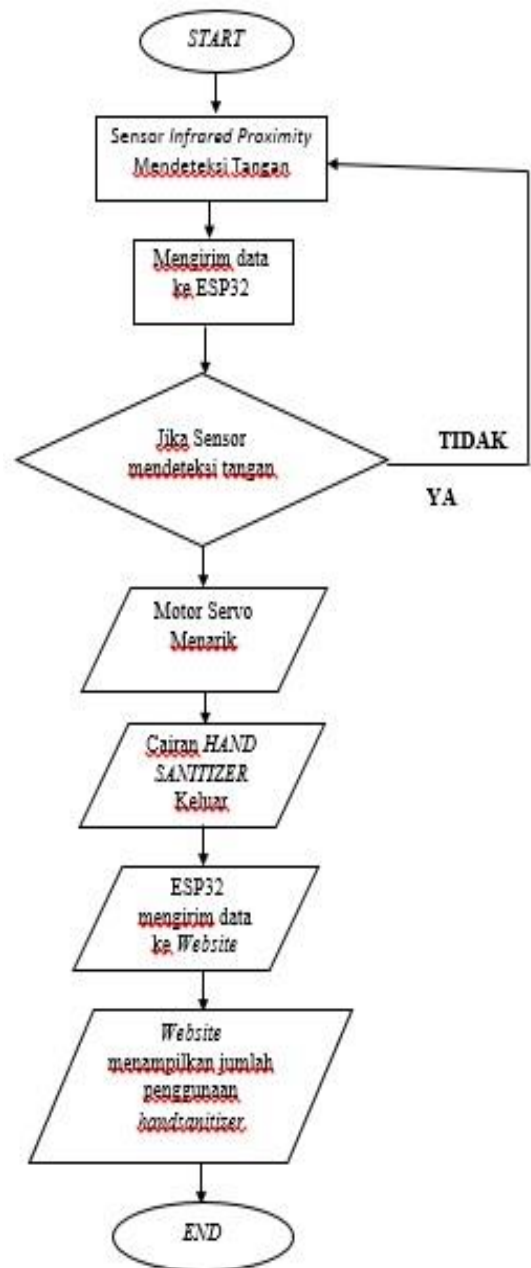 START
Sensor Infrared Proximity
Mendeteksi Tangan
Mengirim data
ke ESP32
Jika Sensor
mendeteksi tangan
TIDAK
YA
Motor Servo
Menarik
Cairan HAND
SANITIZER
Keluar
ESP32
mengirim data
ke Website
Website
menampilkan jumlah
penggunaan
handsanitizer
END